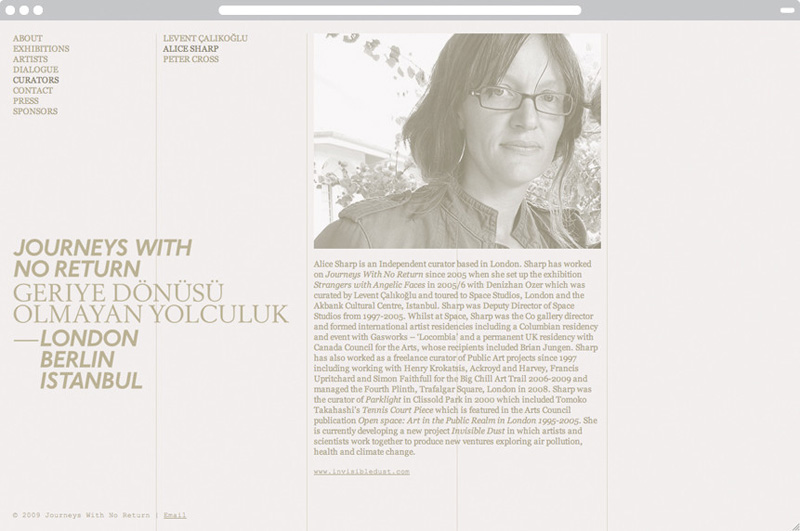 ABOUT
EXHIBITIONS
ARTISTS
DIALOGUE
CURATORS
CONTACT
PRESS
SPONSORS
LEVENT ÇALIKOĞLU
ALICE SHARP
PETER CROSS
JOURNEYS WITH
NO RETURN
GERIYE DÖNÜSÜ
OLMAYAN YOLCULUK
—LONDON
BERLIN
ISTANBUL
Alice Sharp is an Independent curator based in London. Sharp has worked
on Journeys With No Return since 2005 when she set up the exhibition
Strangers with Angelic Faces in 2005/6 with Denizhan Ozer which was
curated by Levent Çalıkoğlu and toured to Space Studios, London and the
Akbank Cultural Centre, Istanbul. Sharp was Deputy Director of Space
Studios from 1997-2005. Whilst at Space, Sharp was the Co gallery director
and formed international artist residencies including a Columbian residency
and event with Gasworks – 'Locombia' and a permanent UK residency with
Canada Council for the Arts, whose recipients included Brian Jungen. Sharp
has also worked as a freelance curator of Public Art projects since 1997
including working with Henry Krokatsis, Ackroyd and Harvey, Francis
Upritchard and Simon Faithfull for the Big Chill Art Trail 2006-2009 and
managed the Fourth Plinth, Trafalgar Square, London in 2008. Sharp was
the curator of Parklight in Clissold Park in 2000 which included Tomoko
Takahashi's Tennis Court Piece which is featured in the Arts Council
publication Open space: Art in the Public Realm in London 1995-2005. She
is currently developing a new project Invisible Dust in which artists and
scientists work together to produce new ventures exploring air pollution,
health and climate change.
www.invisibledust.com
© 2009 Journeys With No Return | Email